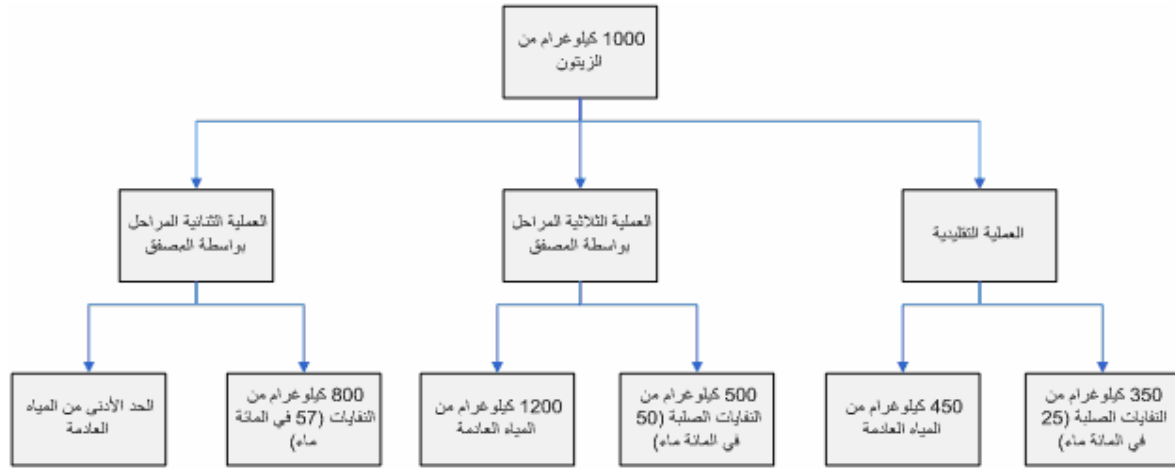 1000 كيلوغرام من
الزيتون
العملية التقليدية
العملية الثلاثية المراحل
بواسطة المصفق
العملية الثنائية المراحل
بواسطة المصفق
350 كيلوغرام من
النفايات الصلبة (25
في المائة ماء)
450 كيلوغرام من
المياه العادمة
500 كيلوغرام من
النفايات الصلبة (50
في المائة ماء)
1200 كيلوغرام من
المياه العادمة
800 كيلوغرام من
النفايات (57 في المائة
ماء)
الحد الأدنى من المياه
العادمة